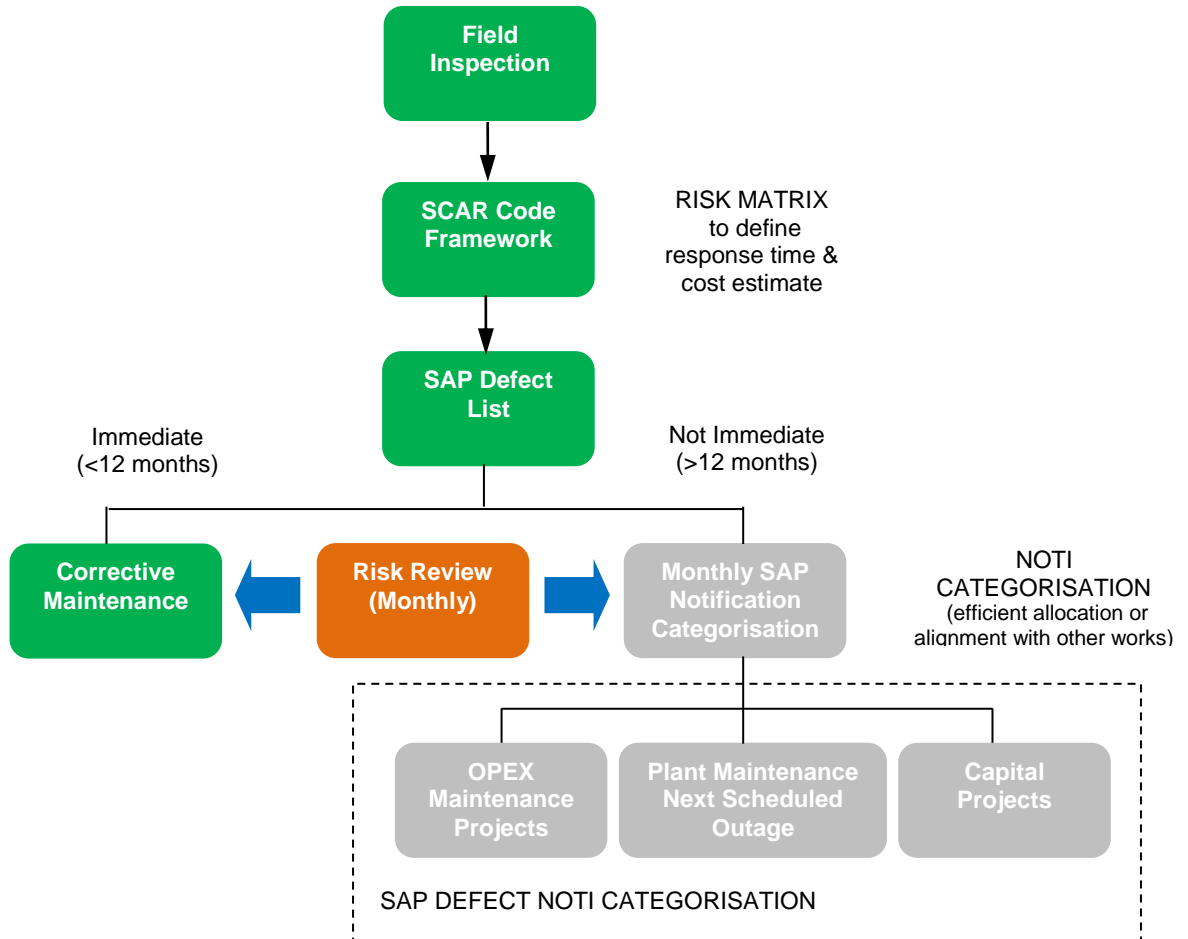 Field
Inspection
SCAR Code
Framework
RISK MATRIX
to define
response time &
cost estimate
SAP Defect
List
Immediate
(<12 months)
Not Immediate
(>12 months)
Corrective
Maintenance
Risk Review
(Monthly)
Monthly SAP
Notification
Categorisation
NOTI
CATEGORISATION
(efficient allocation or
alignment with other works)
OPEX
Maintenance
Projects
Plant Maintenance
Next Scheduled
Outage
Capital
Projects
SAP DEFECT NOTI CATEGORISATION